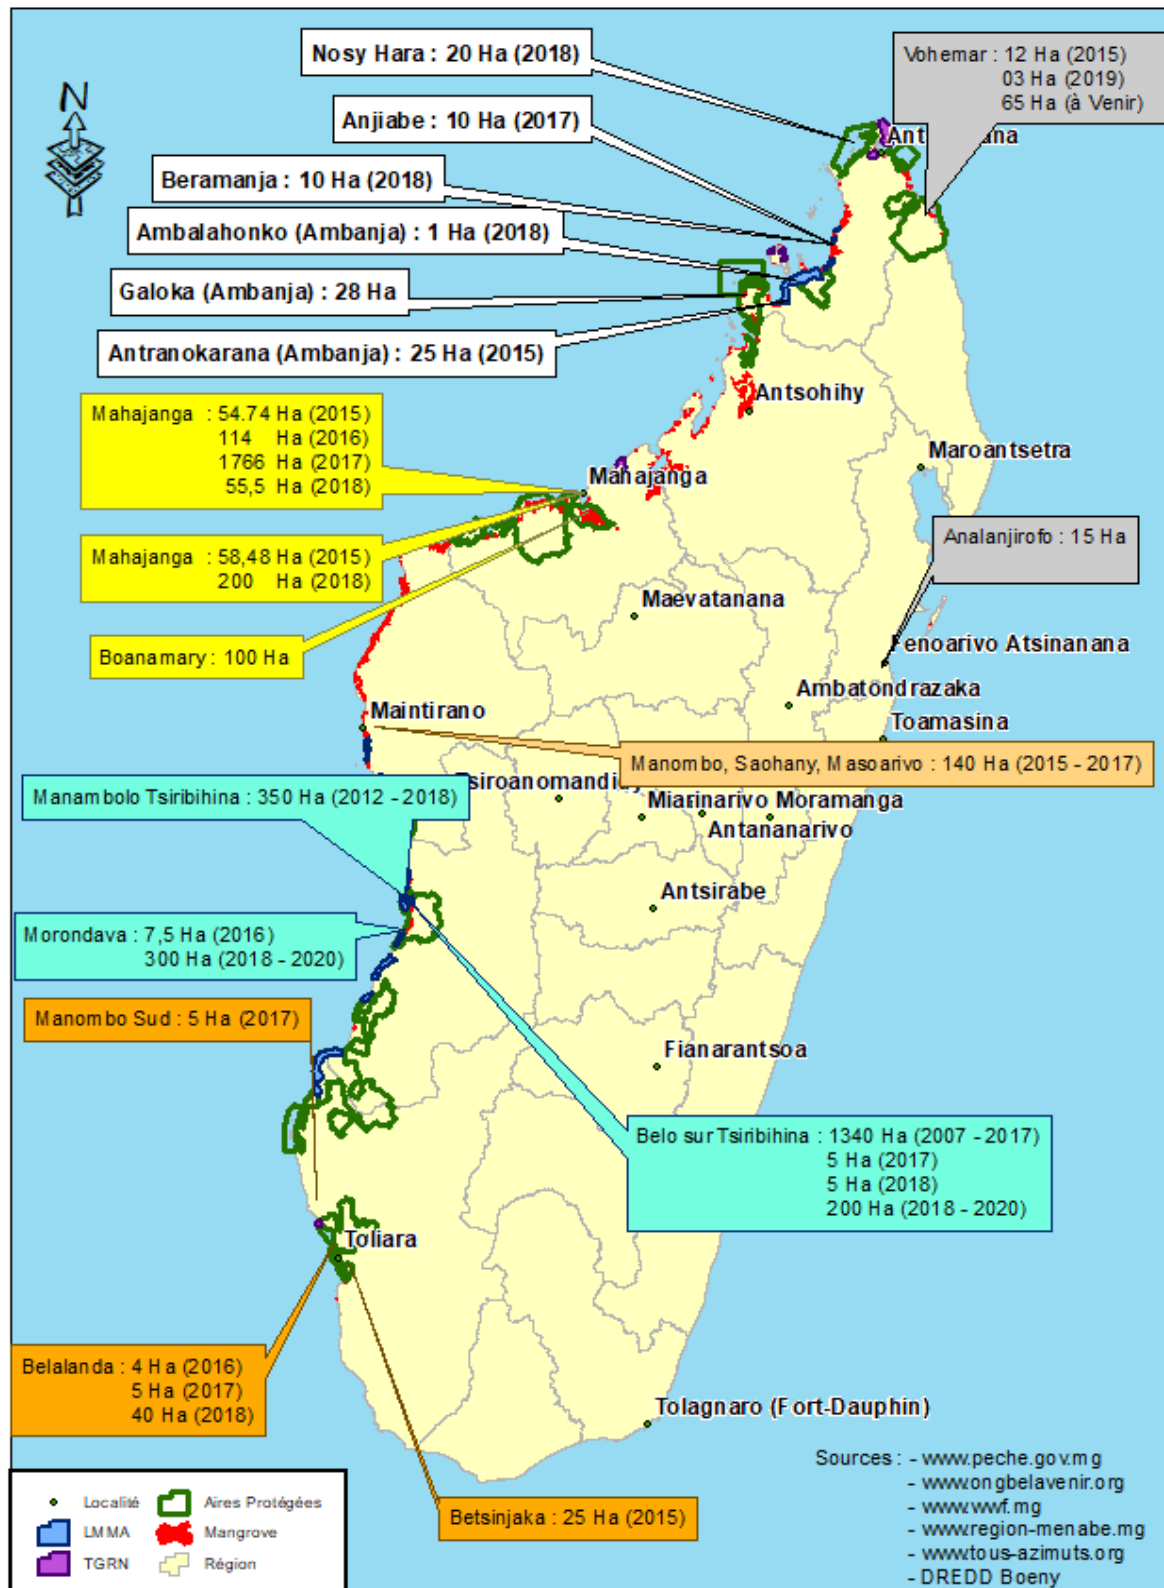 Nosy Hara : 20 Ha (2018)
Vohemar : 12 Ha (2015)
03 Ha (2019)
65 Ha (à Venir)
N
Anjiabe : 10 Ha (2017)
Beramanja : 10 Ha (2018)
Ambalahonko (Ambanja) : 1 Ha (2018)
Galoka (Ambanja) : 28 Ha
Antranokarana (Ambanja) : 25 Ha (2015)
Antsohihy
Mahajanga : 54.74 Ha (2015)
114 Ha (2016)
1766 Ha (2017)
55,5 Ha (2018)
Maroantsetra
Mahajanga
Analanjirofo : 15 Ha
Mahajanga : 58,48 Ha (2015)
200 Ha (2018)
Maevatanana
Boanamary : 100 Ha
Fenoarivo Atsinanana
Ambatondrazaka
Maintirano
Toamasina
Manombo, Saohany, Masoarivo : 140 Ha (2015 - 2017)
Manambolo Tsiribihina : 350 Ha (2012 - 2018)
Miarinarivo Moramanga
Antananarivo
Antsirabe
Morondava : 7,5 Ha (2016)
300 Ha (2018 - 2020)
Manombo Sud : 5 Ha (2017)
Fianarantsoa
Belo sur Tsiribihina : 1340 Ha (2007 - 2017)
5 Ha (2017)
5 Ha (2018)
200 Ha (2018 - 2020)
Toliara
Belalanda : 4 Ha (2016)
5 Ha (2017)
40 Ha (2018)
Tolagnaro (Fort-Dauphin)
Betsinjaka : 25 Ha (2015)
Localité
Aires Protégées
LMMA
Mangrove
TGRN
Région
Sources : - www.peche.gov.mg
- www.ongbelavenir.org
- www.wwf.mg
- www.region-menabe.mg
- www.tous-azimuts.org
- DREDD Boeny